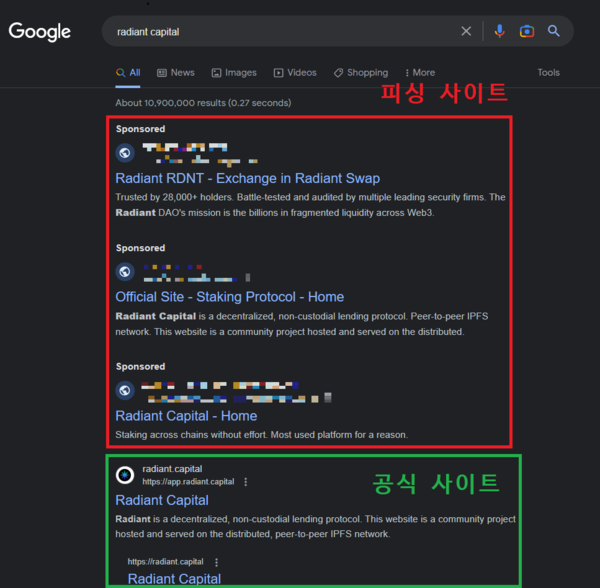 Google
radiant capital
All News Images Videos Shopping More Tools
피싱 사이트
About 10,900,000 results (0.27 seconds)
Sponsored
Radiant RDNT - Exchange in Radiant Swap
Trusted by 28,000+ holders. Battle-tested and audited by multiple leading security firms. The
Radiant DAO's mission is the billions in fragmented liquidity across Web3.
Sponsored
Official Site - Staking Protocol - Home
Radiant Capital is a decentralized, non-custodial lending protocol. Peer-to-peer IPFS
network. This website is a community project hosted and served on the distributed.
Sponsored
Radiant Capital - Home
Staking across chains without effort. Most used platform for a reason.
radiant.capital
https://app.radiant.capital
공식 사이트
Radiant Capital
Radiant is a decentralized, non-custodial lending protocol. This website is a community project
hosted and served on the distributed, peer-to-peer IPFS network.
https://radiant.capital
Radiant Capital